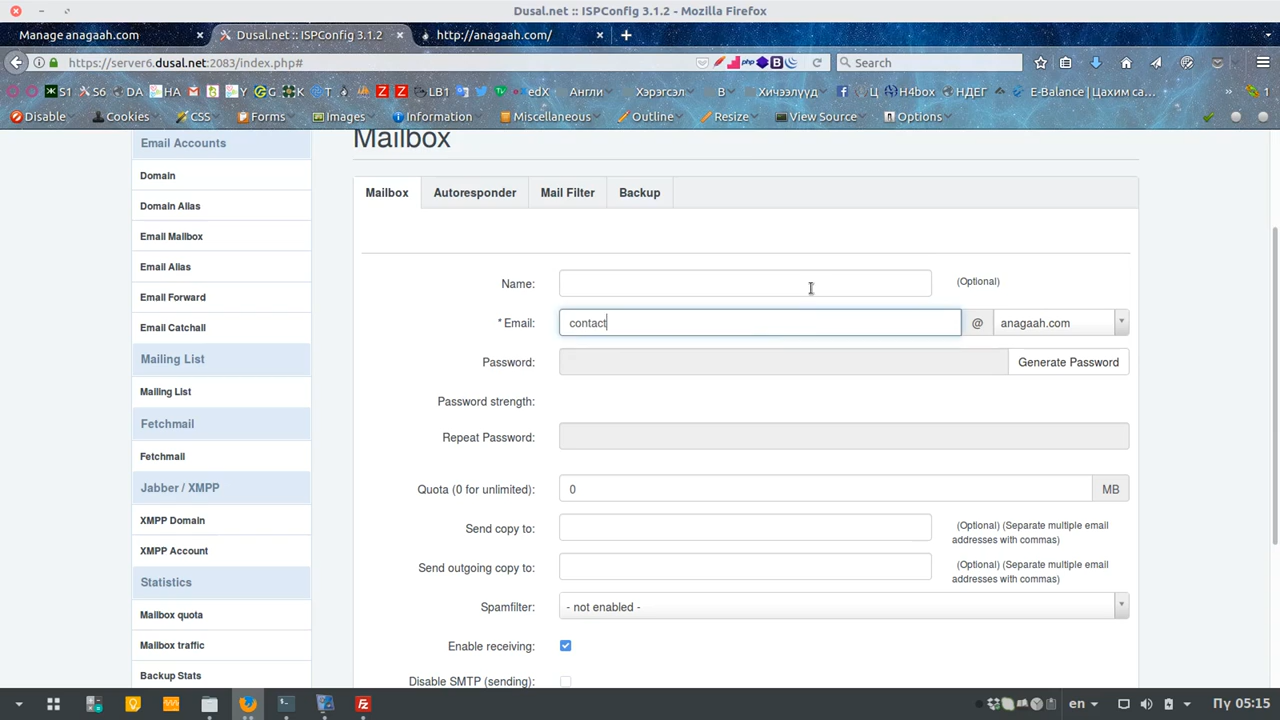 Dusal.net :: ISPConfig 3.1.2 - Mozilla Firefox
Manage anagaah.com
Dusal.net :: ISPConfig 3.1.2
http://anagaah.com/
https://server6.dusal.net:2083/index.php#
Search
S1 S6 DA HA Y G K T LB1 edX Англи Хэрэгсэл В Хичээлүүд Ц H4box НДЕГ E-Balance | Цахим са...
Disable Cookies CSS Forms Images Information Miscellaneous Outline Resize View Source Options
Mailbox
Email Accounts
Domain
Domain Alias
Email Mailbox
Email Alias
Email Forward
Email Catchall
Mailing List
Mailing List
Fetchmail
Fetchmail
Jabber / XMPP
XMPP Domain
XMPP Account
Statistics
Mailbox quota
Mailbox traffic
Backup Stats
Mailbox Autoresponder Mail Filter Backup
Name: (Optional)
* Email: contact @ anagaah.com
Password: Generate Password
Password strength:
Repeat Password:
Quota (0 for unlimited): 0 MB
Send copy to: (Optional) (Separate multiple email
addresses with commas)
Send outgoing copy to: (Optional) (Separate multiple email
addresses with commas)
Spamfilter: - not enabled -
Enable receiving:
Disable SMTP (sending):
en Пү 05:15